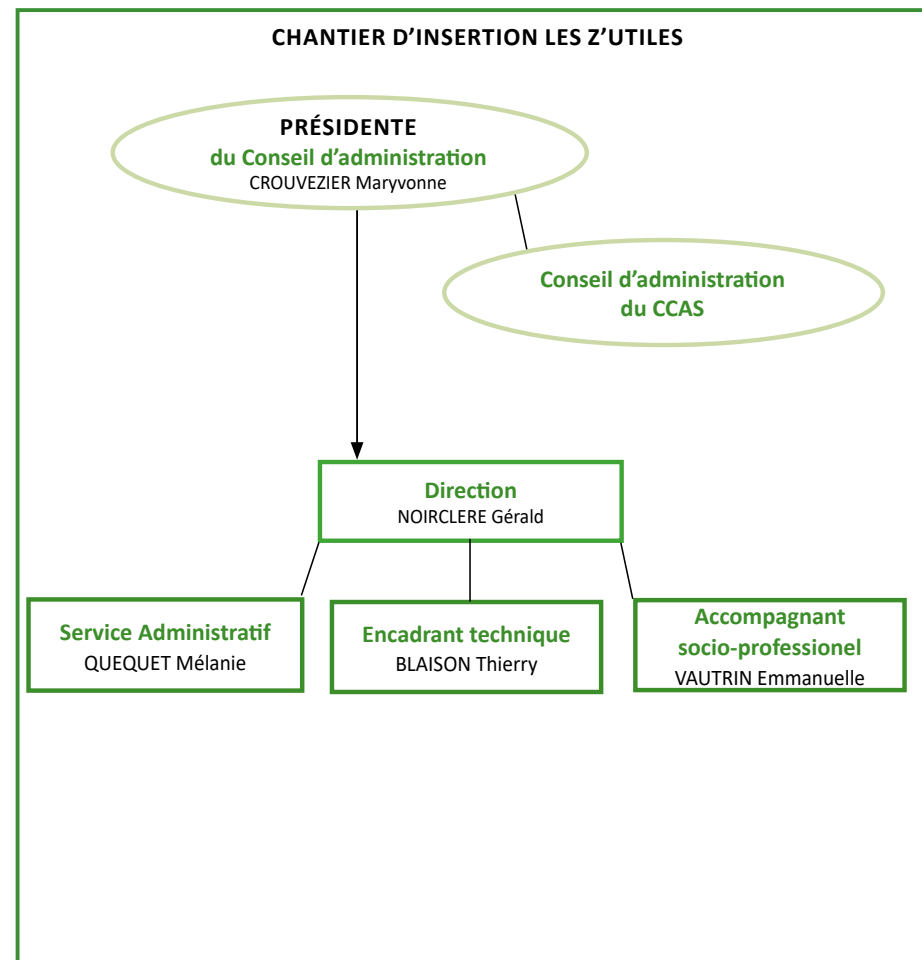 CHANTIER D'INSERTION LES Z'UTILES
PRÉSIDENTE
du Conseil d'administration
CROUVEZIER Maryvonne
Conseil d'administration
du CCAS
Direction
NOIRCLERE Gérald
Service Administratif
QUEQUET Mélanie
Encadrant technique
BLAISON Thierry
Accompagnant
socio-professionel
VAUTRIN Emmanuelle